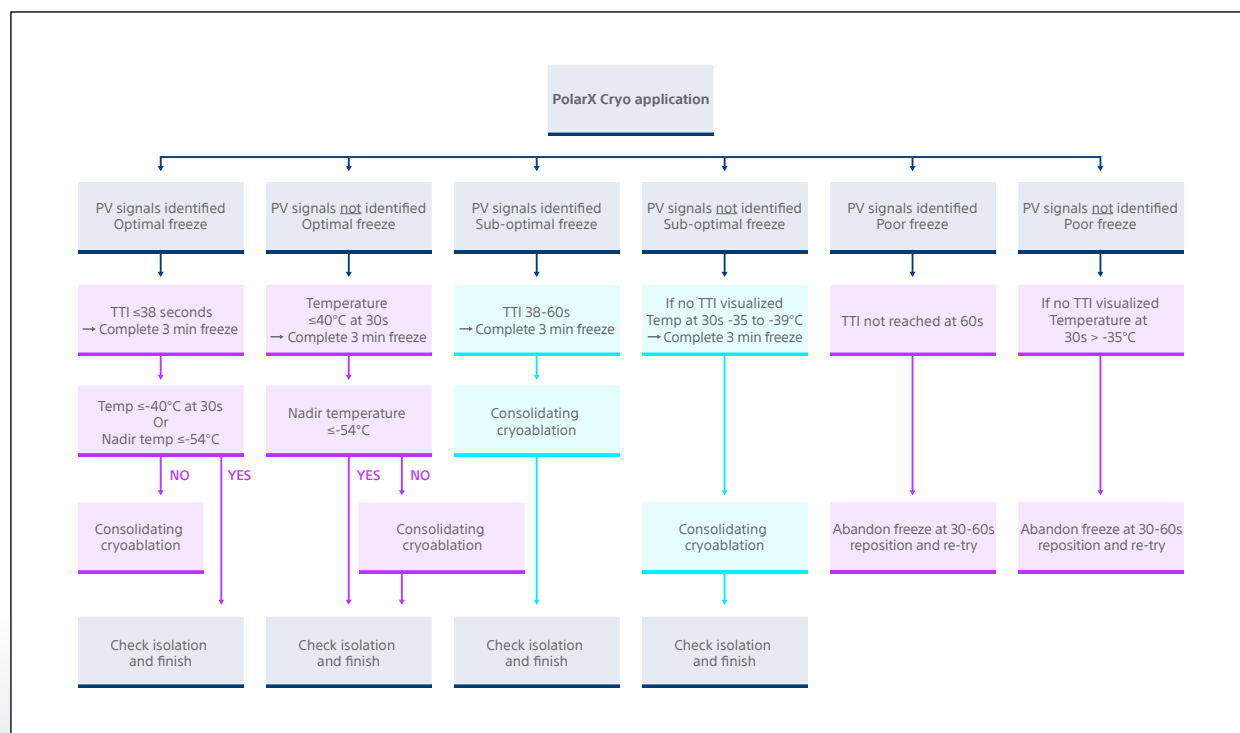 PolarX Cryo application
PV signals identified
Optimal freeze
PV signals not identified
Optimal freeze
PV signals identified
Sub-optimal freeze
PV signals not identified
Sub-optimal freeze
PV signals identified
Poor freeze
PV signals not identified
Poor freeze
TTI ≤38 seconds
→ Complete 3 min freeze
Temperature
≤40°C at 30s
→ Complete 3 min freeze
TTI 38-60s
→ Complete 3 min freeze
If no TTI visualized
Temp at 30s -35 to -39°C
→ Complete 3 min freeze
TTI not reached at 60s
If no TTI visualized
Temperature at
30s > -35°C
Temp ≤-40°C at 30s
Or
Nadir temp ≤-54°C
Nadir temperature
≤-54°C
Consolidating
cryoablation
NO
YES
YES
NO
Consolidating
cryoablation
Consolidating
cryoablation
Consolidating
cryoablation
Abandon freeze at 30-60s
reposition and re-try
Abandon freeze at 30-60s
reposition and re-try
Check isolation
and finish
Check isolation
and finish
Check isolation
and finish
Check isolation
and finish